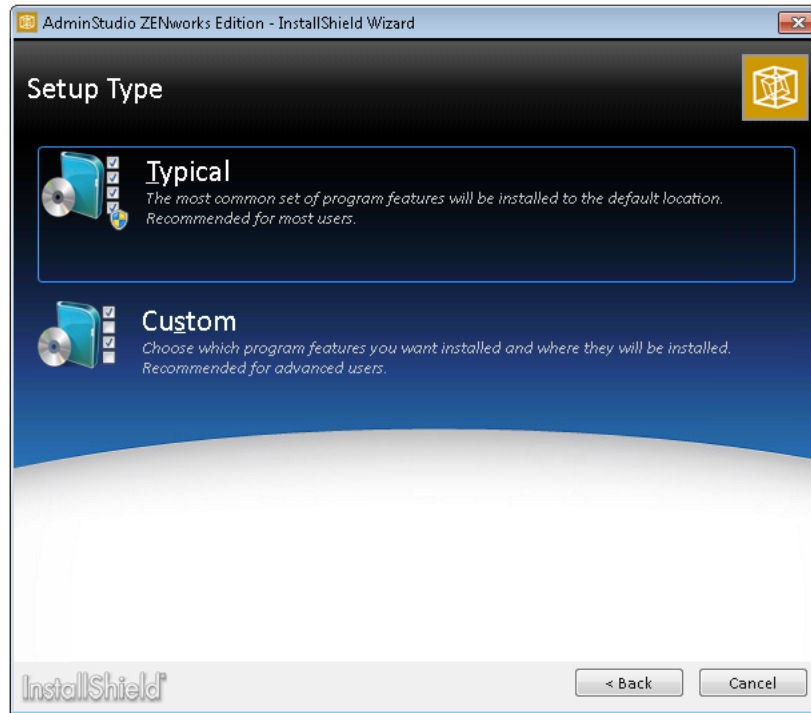 AdminStudio ZENworks Edition - InstallShield Wizard
Setup Type
Typical
The most common set of program features will be installed to the default location.
Recommended for most users.
Custom
Choose which program features you want installed and where they will be installed.
Recommended for advanced users.
InstallShield
< Back
Cancel